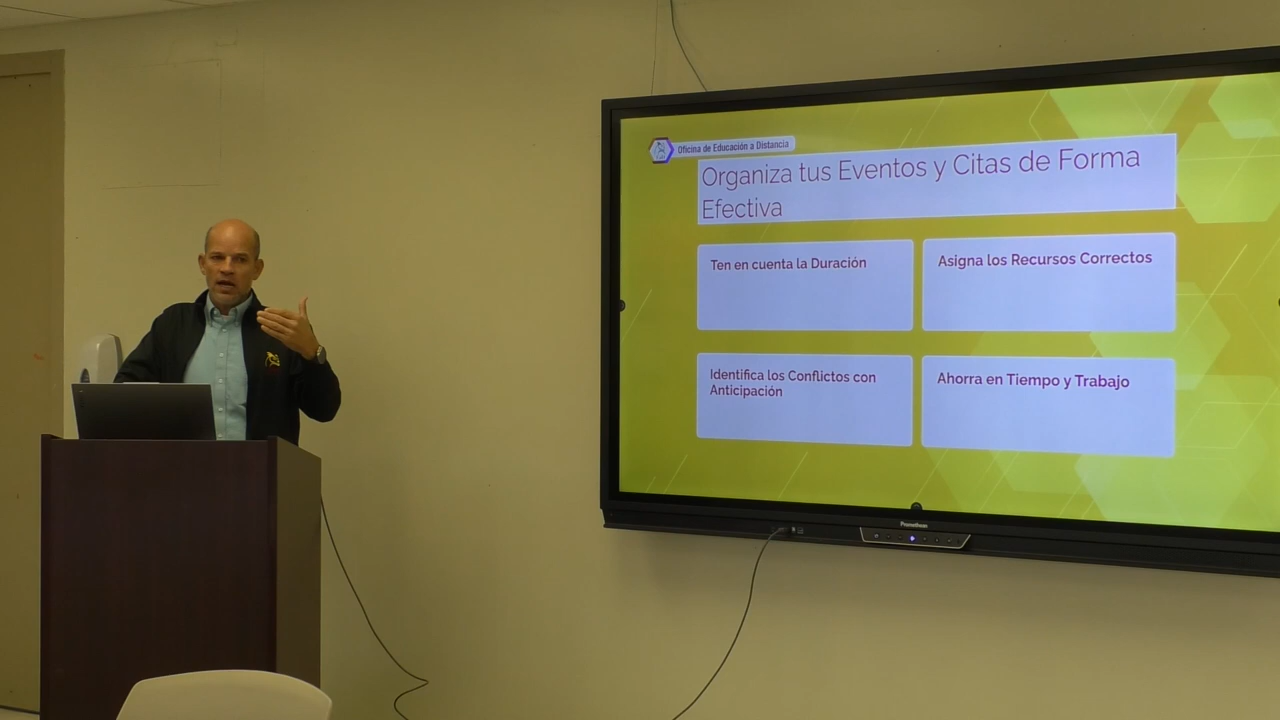 Oficina de Educación a Distancia
Organiza tus Eventos y Citas de Forma
Efectiva
Ten en cuenta la Duración
Asigna los Recursos Correctos
Identifica los Conflictos con
Anticipación
Ahorra en Tiempo y Trabajo
Promethean